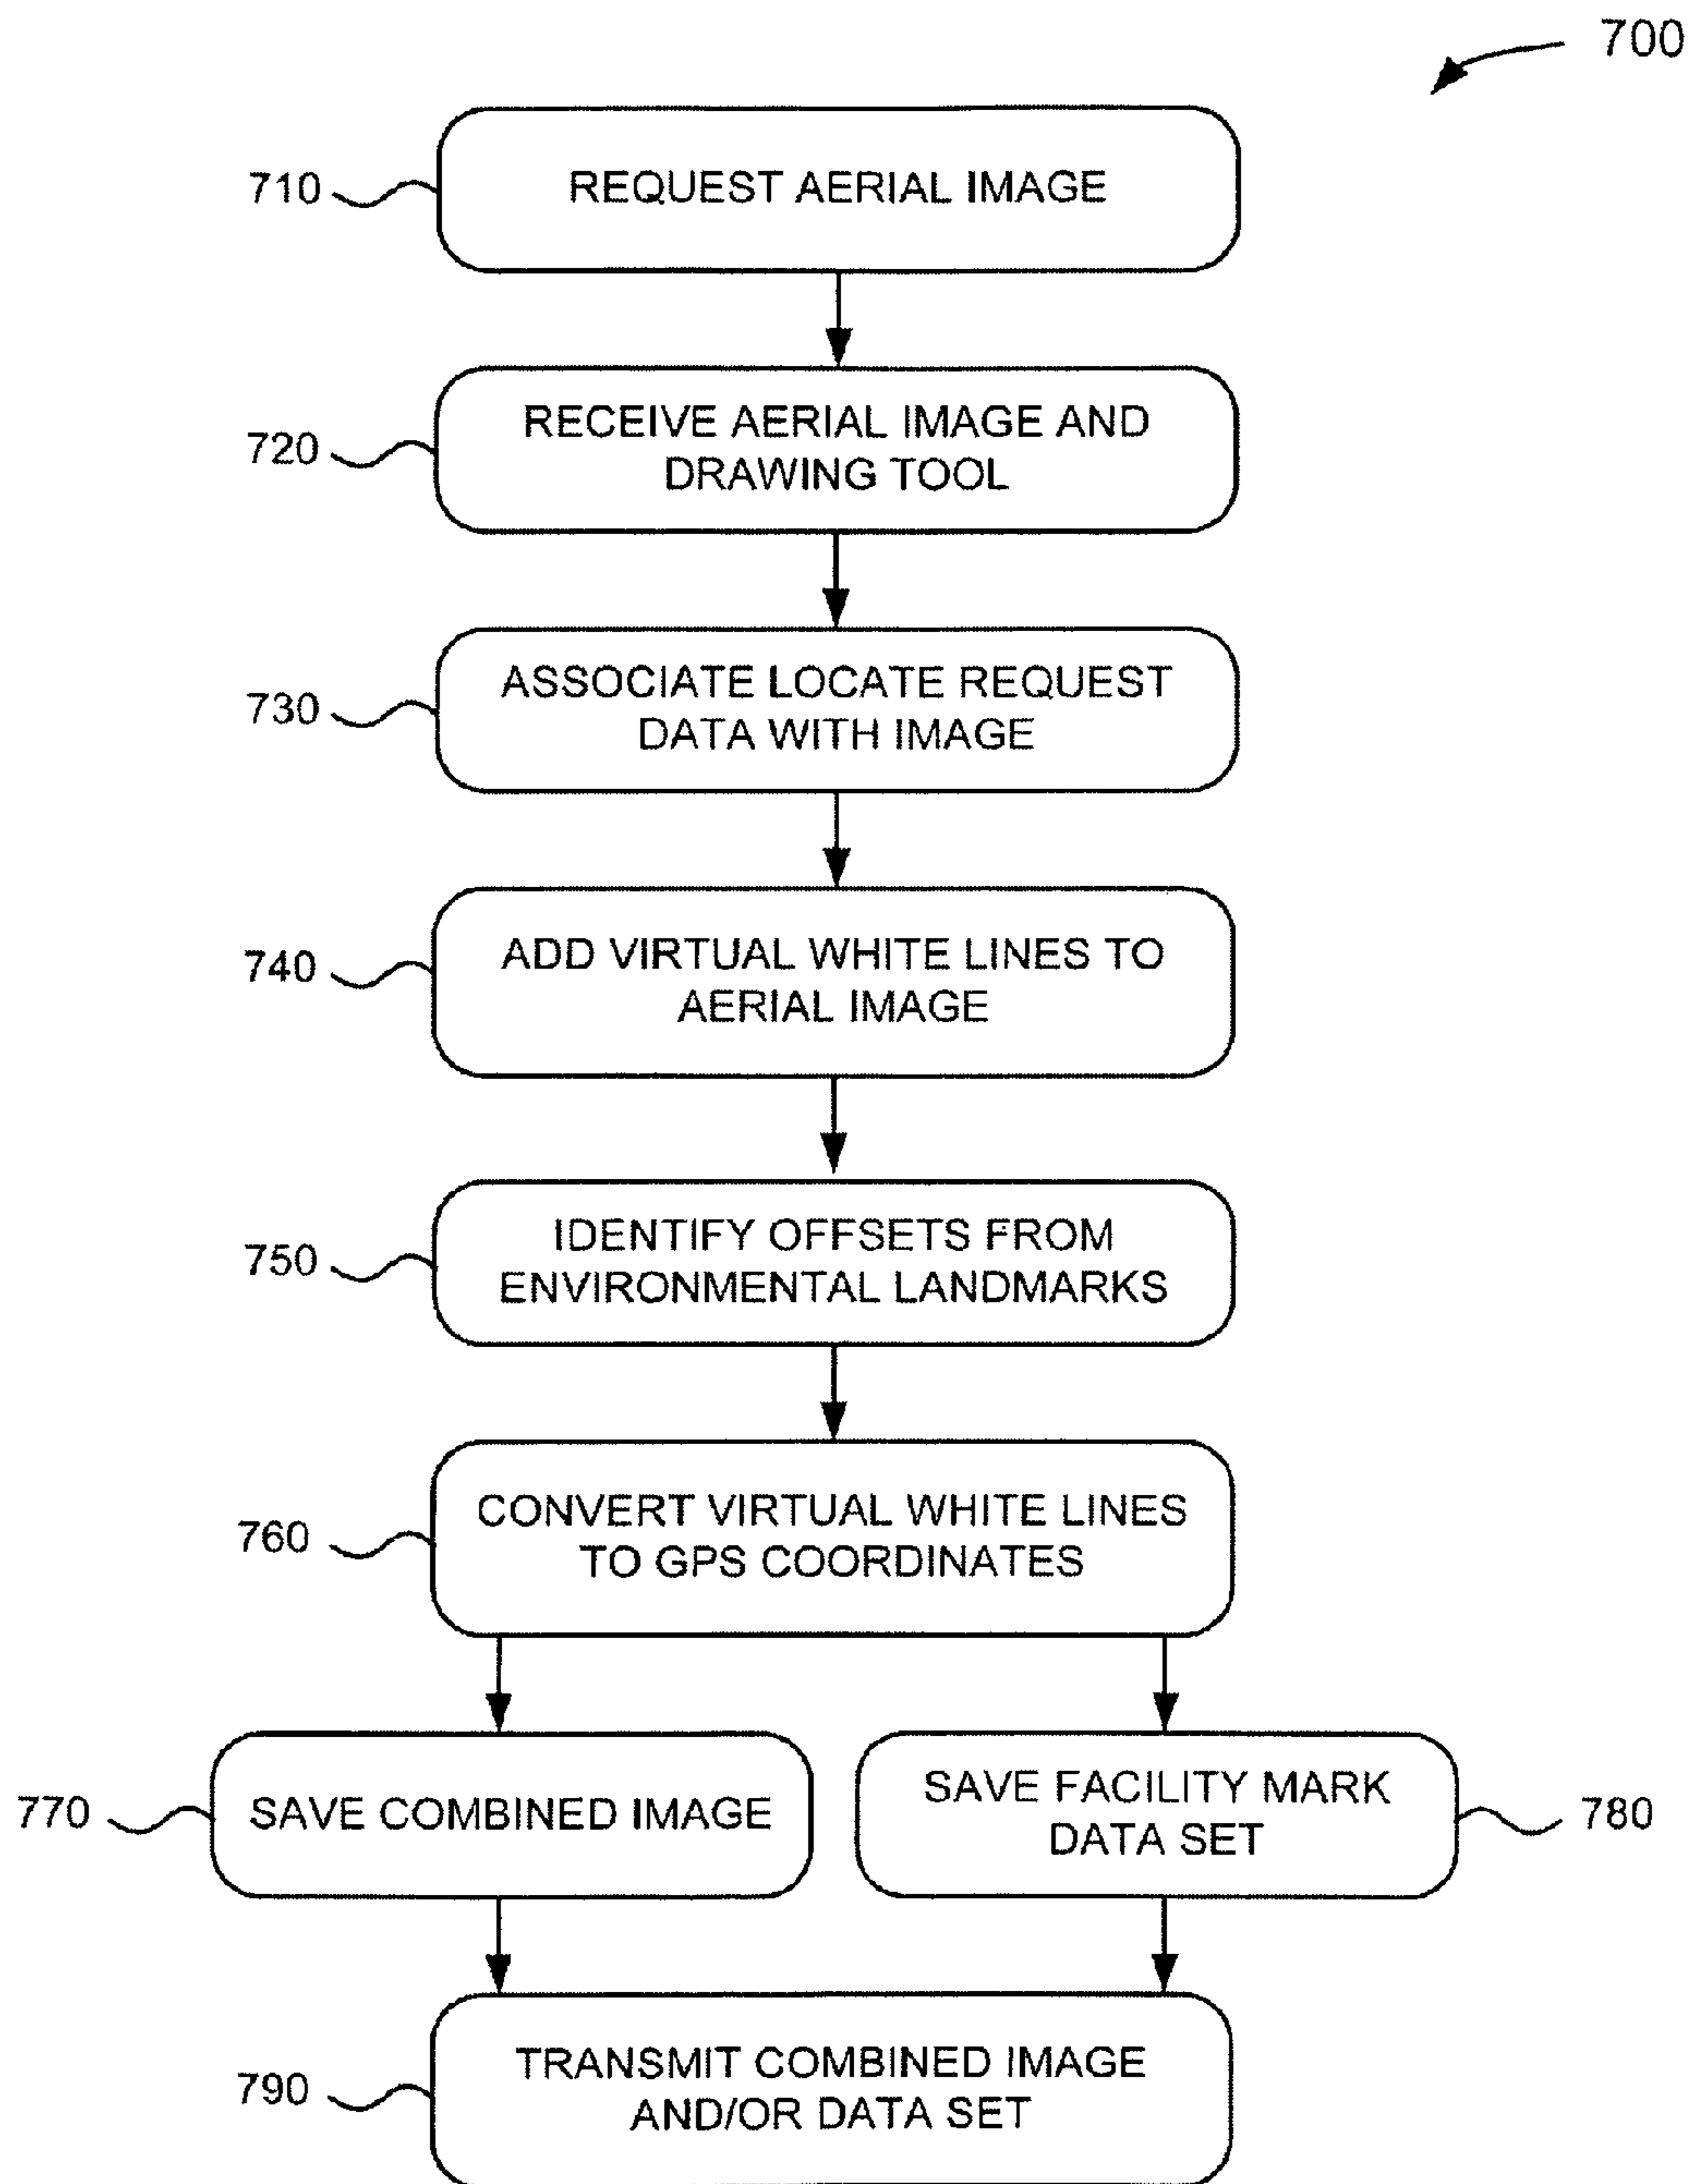 700
710
REQUEST AERIAL IMAGE
720
RECEIVE AERIAL IMAGE AND
DRAWING TOOL
730
ASSOCIATE LOCATE REQUEST
DATA WITH IMAGE
740
ADD VIRTUAL WHITE LINES TO
AERIAL IMAGE
750
IDENTIFY OFFSETS FROM
ENVIRONMENTAL LANDMARKS
760
CONVERT VIRTUAL WHITE LINES
TO GPS COORDINATES
770
SAVE COMBINED IMAGE
SAVE FACILITY MARK
DATA SET
780
790
TRANSMIT COMBINED IMAGE
AND/OR DATA SET